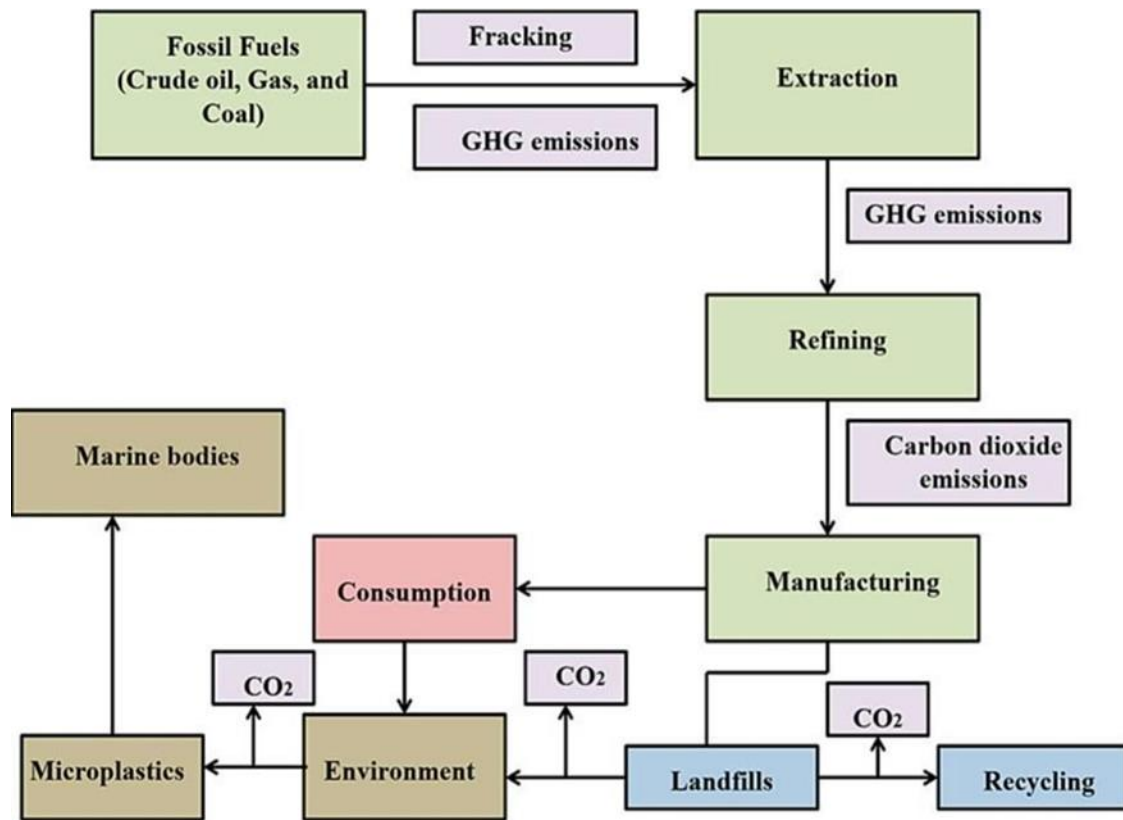 Fossil Fuels
(Crude oil, Gas, and
Coal)
Fracking
GHG emissions
Extraction
GHG emissions
Refining
Carbon dioxide
emissions
Marine bodies
Manufacturing
Consumption
CO₂
CO₂
CO₂
Microplastics
Environment
Landfills
Recycling